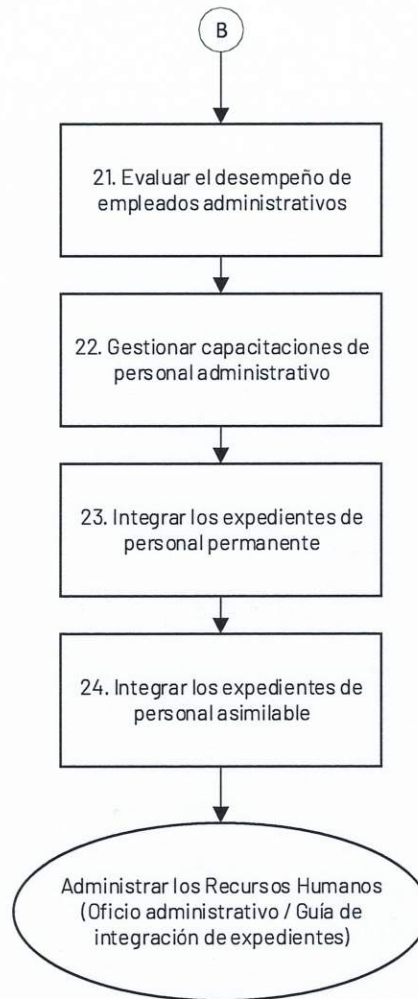 B
21. Evaluar el desempeño de
empleados administrativos
22. Gestionar capacitaciones de
personal administrativo
23. Integrar los expedientes de
personal permanente
24. Integrar los expedientes de
personal asimilable
Administrar los Recursos Humanos
(Oficio administrativo / Guía de
integración de expedientes)